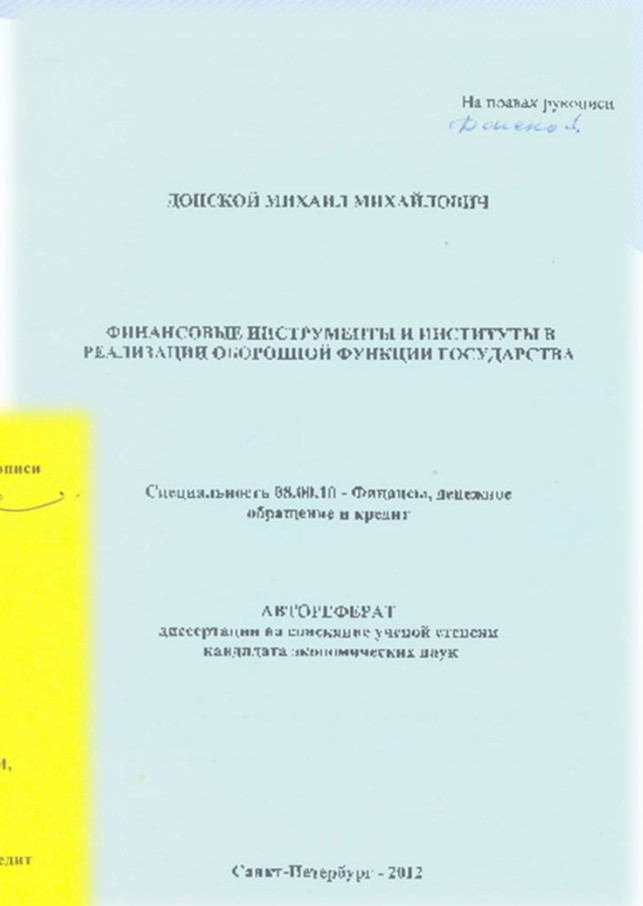 На правах рукописи
ДОНСКОЙ МИХАИЛ МИХАЙЛОВИЧ
ФИНАНСОВЫЕ ИНСТРУМЕНТЫ И ИНСТИТУТЫ В
РЕАЛИЗАЦИИ ОБОРОННОЙ ФУНКЦИИ ГОСУДАРСТВА
описи
Специальность 08.00.10 - Финансы, денежное
обращение и кредит
АВТОРЕФЕРАТ
диссертации на соискание ученой степени
кандидата экономических наук
и,
едит
Санкт-Петербург - 2012